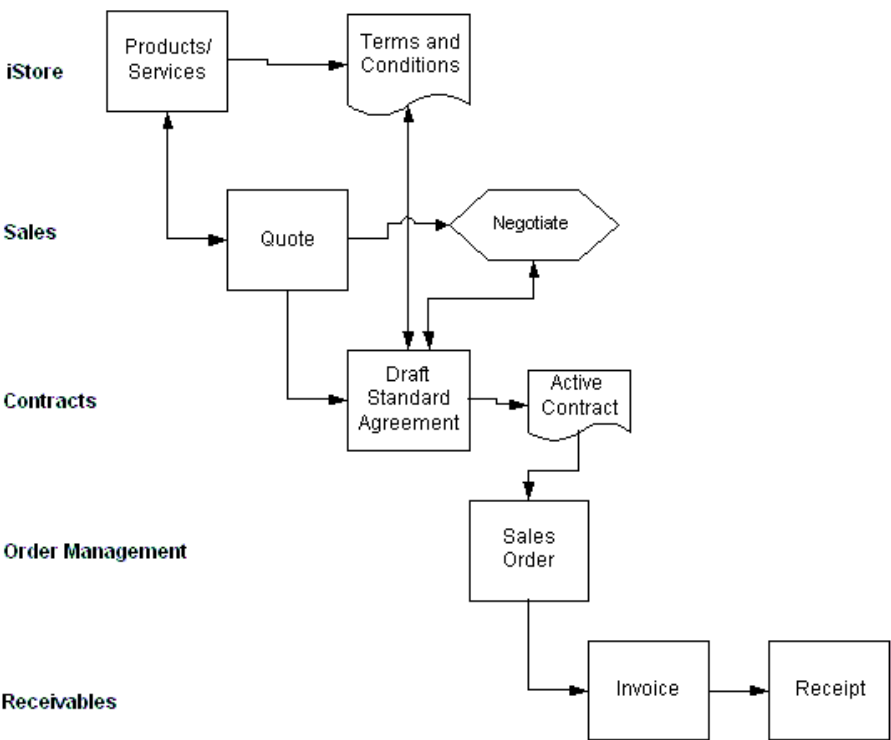 Products/
Services
Terms and
Conditions
iStore
Sales
Quote
Negotiate
Contracts
Draft
Standard
Agreement
Active
Contract
Order Management
Sales
Order
Receivables
Invoice
Receipt